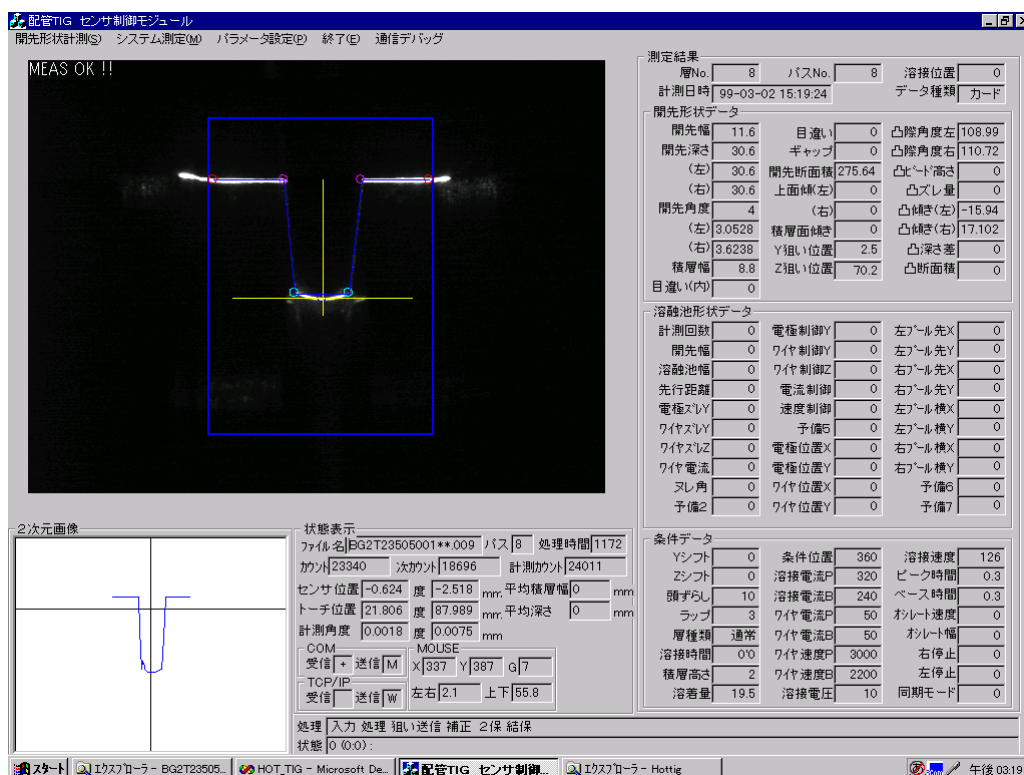 配管TIG センサ制御モジュール
開先形状計測(S) システム測定(M) パラメータ設定(P) 終了(E) 通信デバッグ
MEAS OK !!
測定結果
層No. 8 パスNo. 8 溶接位置 0
計測日時 99-03-02 15:19:24 データ種類 カード
開先形状データ
開先幅 11.6 目違い 0 凸際角度左 108.99
開先深さ 30.6 ギャップ 0 凸際角度右 110.72
(左) 30.6 開先断面積 275.64 凸ビード高さ 0
(右) 30.6 上面傾(左) 0 凸ズレ量 0
開先角度 4 (右) 0 凸傾き(左) -15.94
(左) 3.0528 積層面傾き 0 凸傾き(右) 17.102
(右) 3.6238 Y狙い位置 2.5 凸深さ差 0
積層幅 8.8 Z狙い位置 70.2 凸断面積 0
目違い(内) 0
溶融池形状データ
計測回数 0 電極制御Y 0 左プール先X 0
開先幅 0 ワイヤ制御Y 0 左プール先Y 0
溶融池幅 0 ワイヤ制御Z 0 右プール先X 0
先行距離 0 電流制御 0 右プール先Y 0
電極ズレY 0 速度制御 0 左プール横X 0
ワイヤズレY 0 予備5 0 左プール横Y 0
ワイヤズレZ 0 電極位置X 0 右プール横X 0
ワイヤ電流 0 電極位置Y 0 右プール横Y 0
ヌレ角 0 ワイヤ位置X 0 予備6 0
予備2 0 ワイヤ位置Y 0 予備7 0
条件データ
Yシフト 0 条件位置 360 溶接速度 126
Zシフト 0 溶接電流P 320 ピーク時間 0.3
頭ずらし 10 溶接電流B 240 ベース時間 0.3
ラップ 3 ワイヤ電流P 50 オシレート速度 0
層種類 通常 ワイヤ電流B 50 オシレート幅 0
溶接時間 0'0 ワイヤ速度P 3000 右停止 0
積層高さ 2 ワイヤ速度B 2200 左停止 0
溶着量 19.5 溶接電圧 10 同期モード 0
2次元画像
状態表示
ファイル名 BG2T23505001**.009 パス 8 処理時間 1172
カウント 23340 次カウント 18696 計測カウント 24011
センサ位置 -0.624 度 -2.518 mm. 平均積層幅 0 mm
トーチ位置 21.806 度 87.989 mm. 平均深さ 0 mm
計測角度 0.0018 度 0.0075 mm
COM
受信 + 送信 M
MOUSE
X 337 Y 387 G 7
TCP/IP
受信 送信 W
左右 2.1 上下 55.8
処理 入力 処理 狙い送信 補正 2保 結保
状態 0 (0:0) :
スタート エクスプローラ - BG2T23505... HOT_TIG - Microsoft De... 配管TIG センサ制御... エクスプローラ - Hottig 午後 03:19